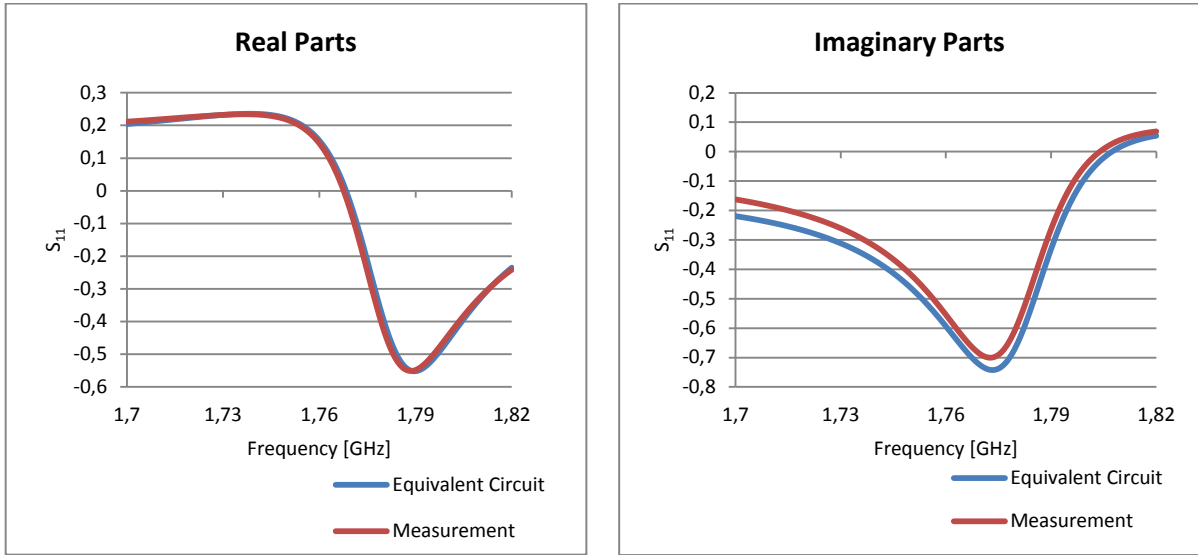 Real Parts
0,3
0,2
0,1
0
-0,1
-0,2
-0,3
-0,4
-0,5
-0,6
S11
1,7 1,73 1,76 1,79 1,82
Frequency [GHz]
Equivalent Circuit
Measurement
Imaginary Parts
0,2
0,1
0
-0,1
-0,2
-0,3
-0,4
-0,5
-0,6
-0,7
-0,8
S11
1,7 1,73 1,76 1,79 1,82
Frequency [GHz]
Equivalent Circuit
Measurement